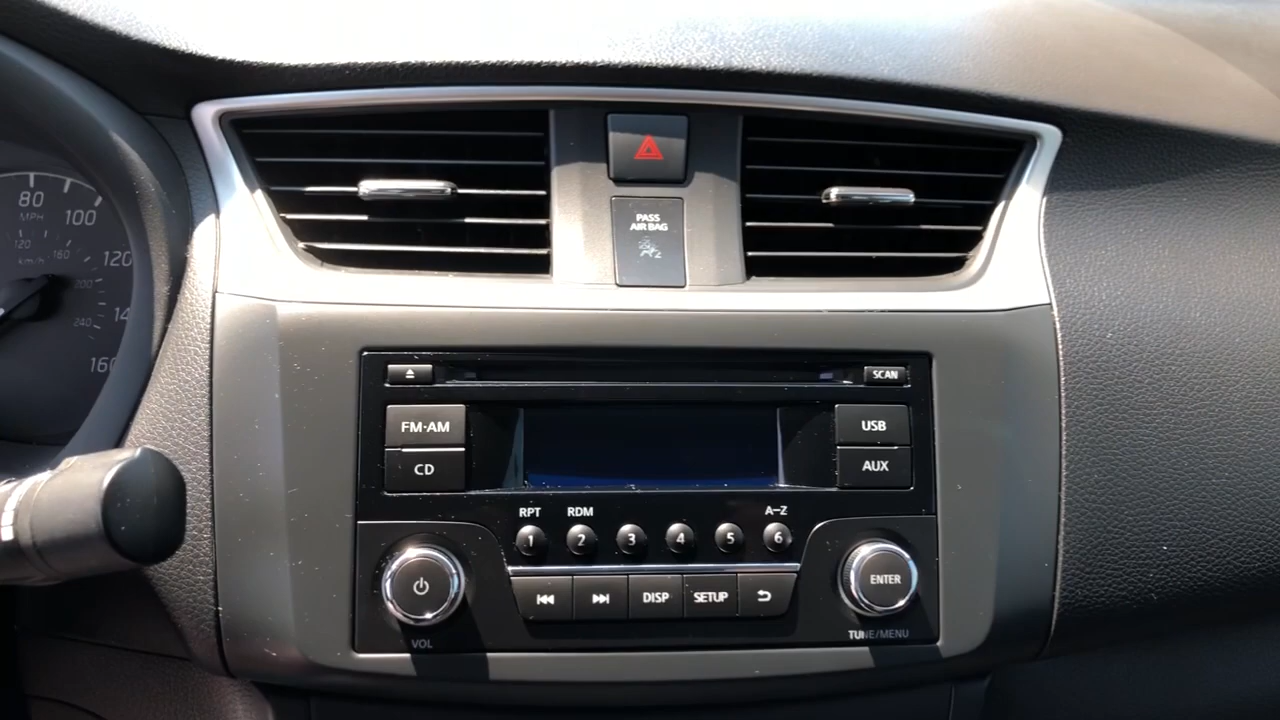 80
MPH
100
120
160
km/h
120
200
14
240
160
PASS
AIR BAG
2
SCAN
FM·AM
USB
CD
AUX
RPT RDM A–Z
1 2 3 4 5 6
DISP SETUP
ENTER
VOL
TUNE/MENU